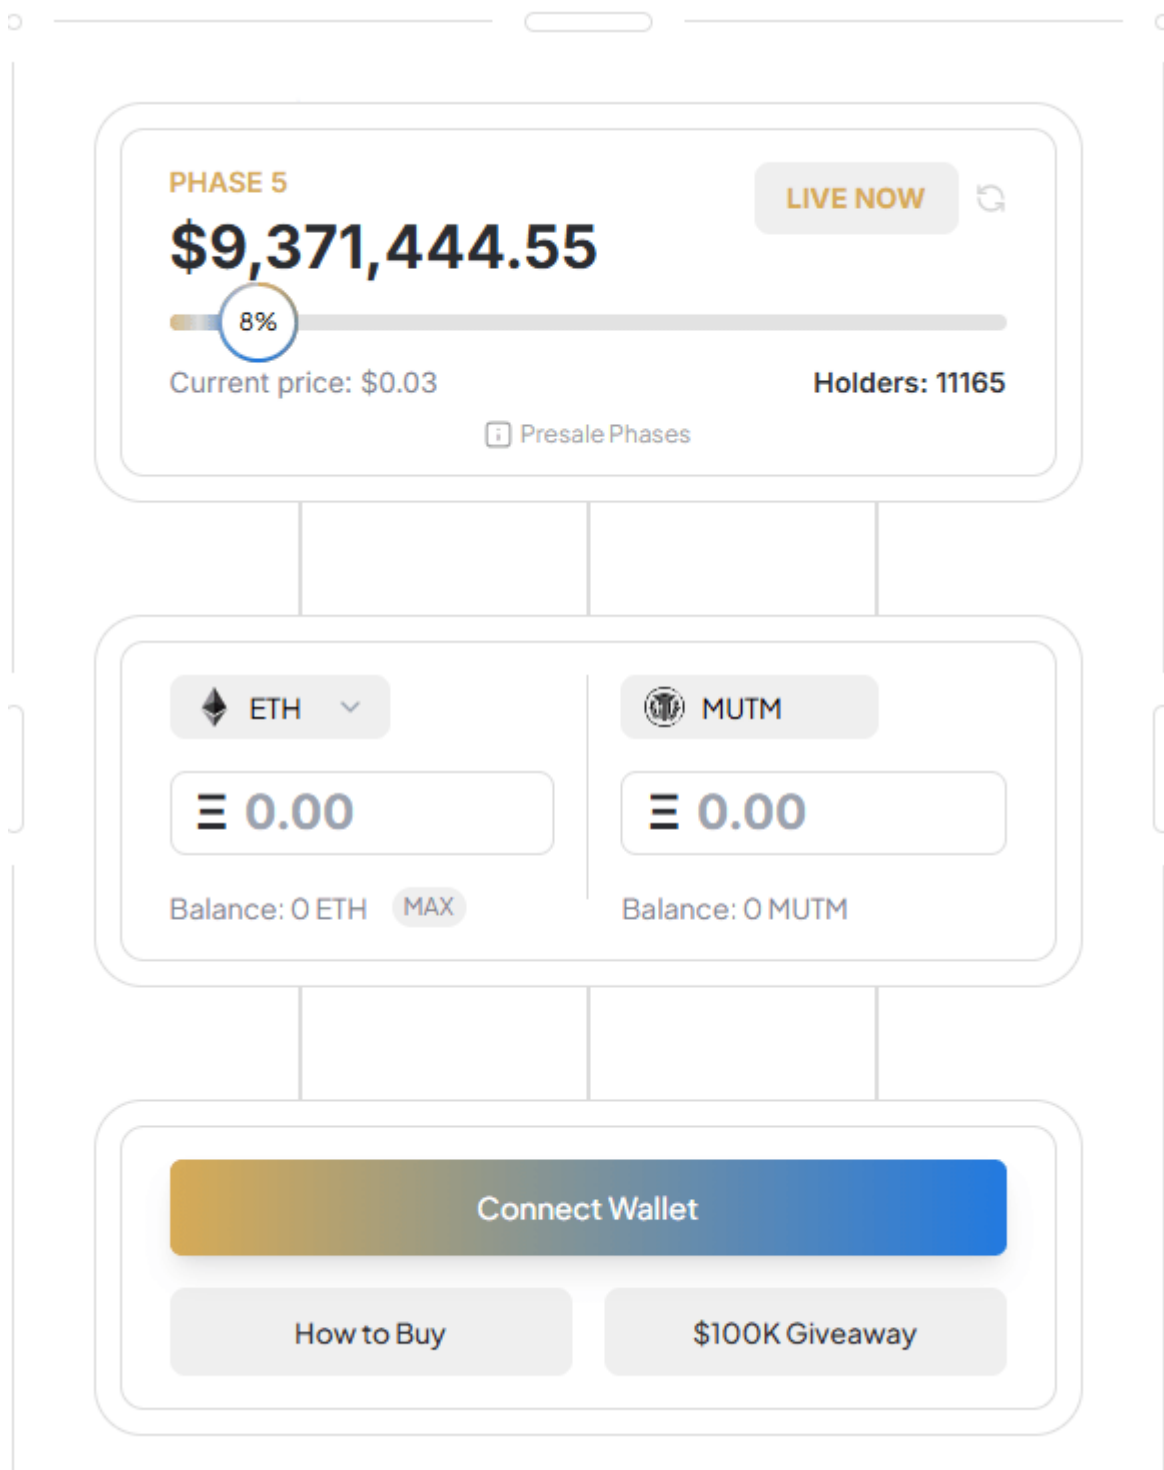 PHASE 5
LIVE NOW
$9,371,444.55
8%
Current price: $0.03
Holders: 11165
Presale Phases
ETH
MUTM
Ξ 0.00
Ξ 0.00
Balance: 0 ETH MAX
Balance: 0 MUTM
Connect Wallet
How to Buy
$100K Giveaway